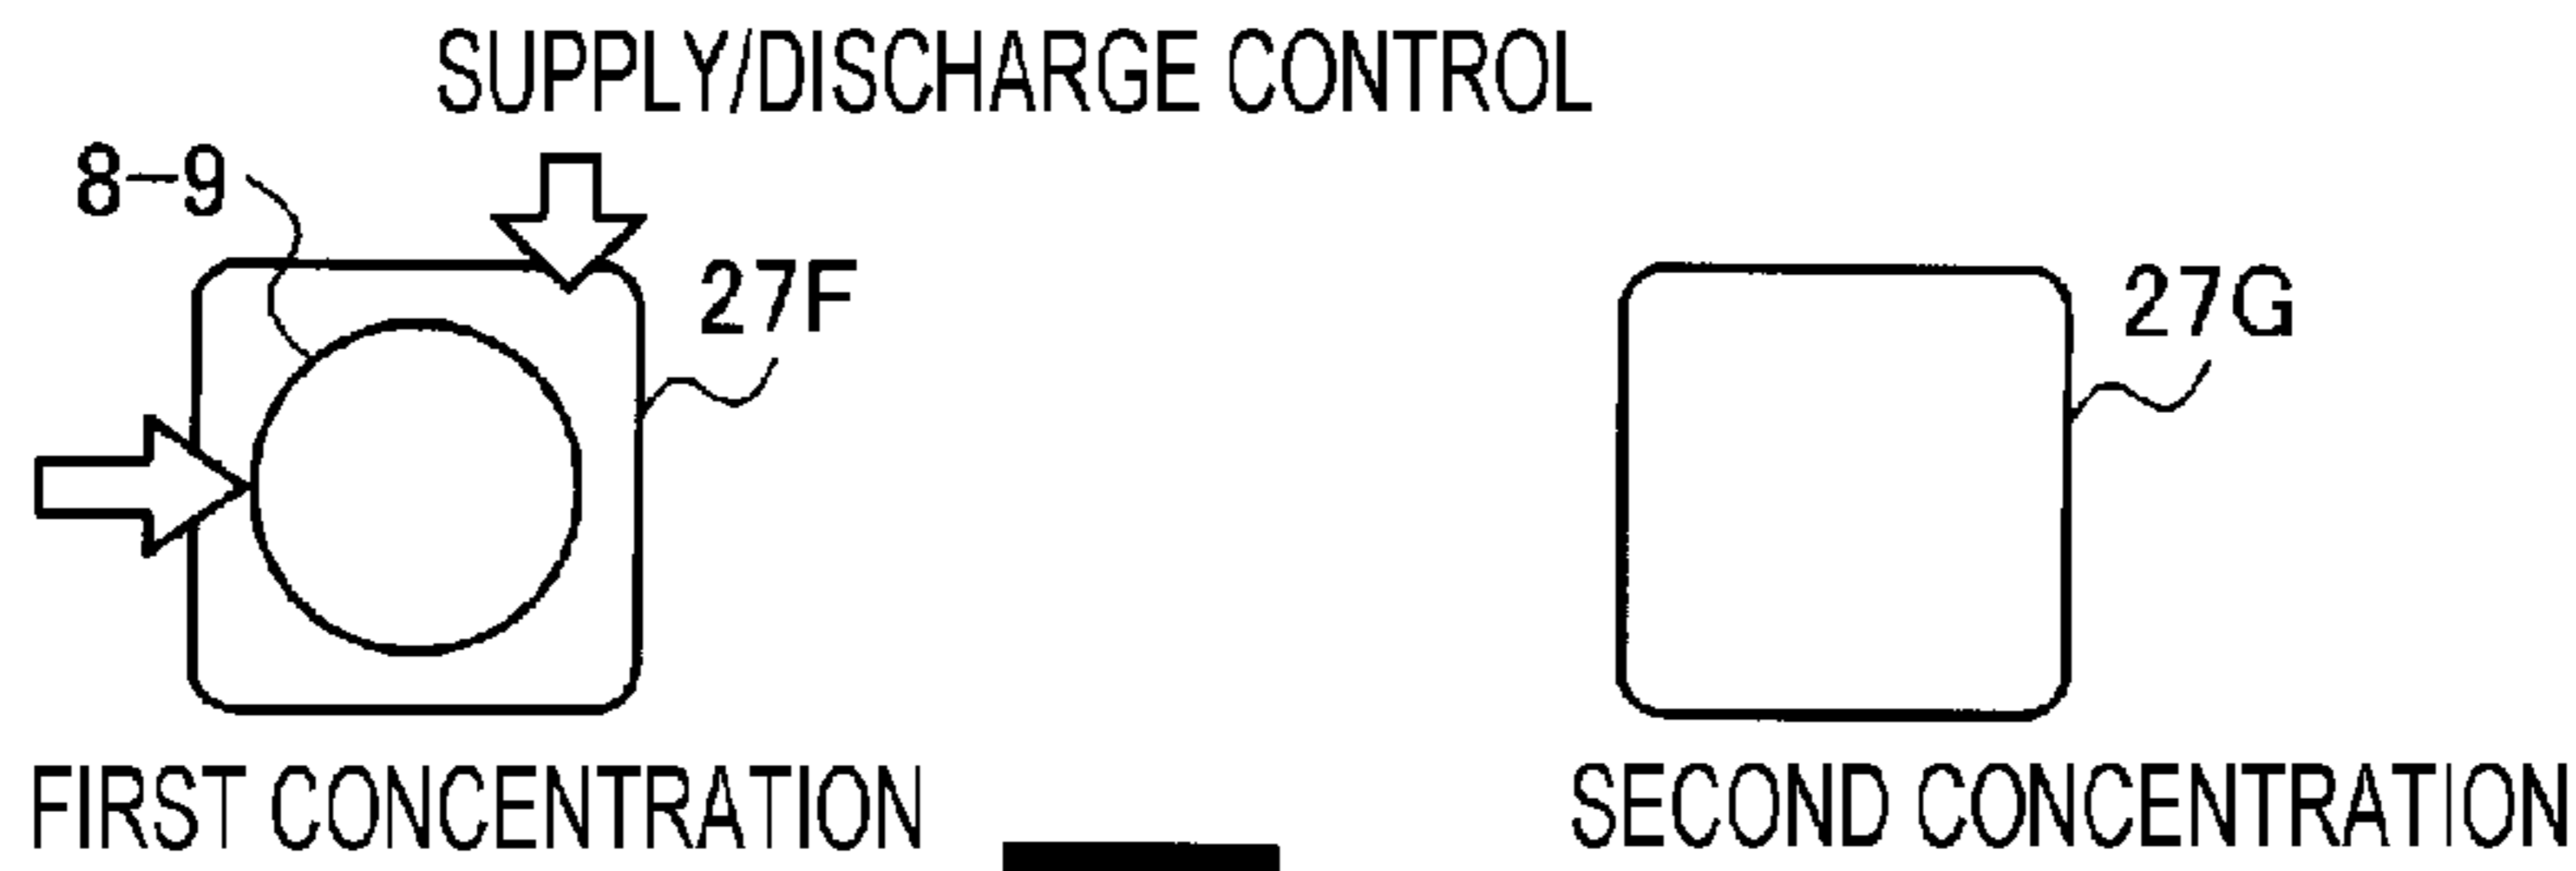 SUPPLY/DISCHARGE CONTROL
8-9
27F
27G
FIRST CONCENTRATION
SECOND CONCENTRATION